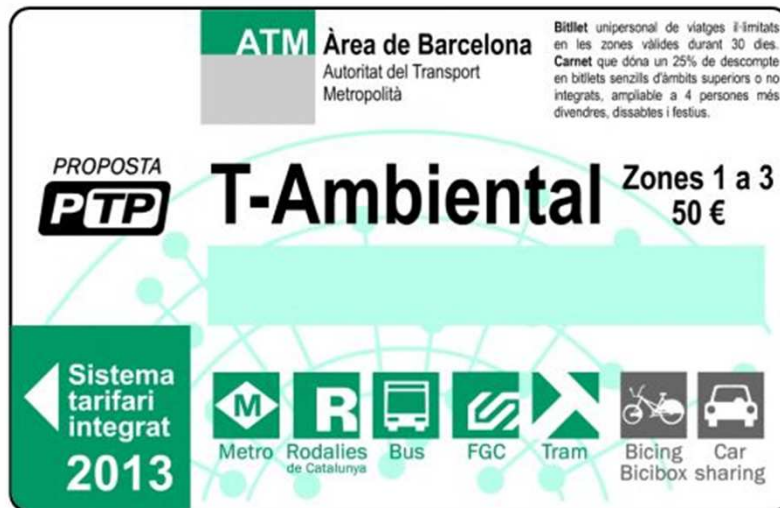 ATM Àrea de Barcelona
Autoritat del Transport
Metropolità
Bitllet unipersonal de viatges il·limitats
en les zones vàlides durant 30 dies.
Carnet que dóna un 25% de descompte
en bitllets senzills d'àmbits superiors o no
integrats, ampliable a 4 persones més
divendres, dissabtes i festius.
PROPOSTA
PTP
T-Ambiental
Zones 1 a 3
50 €
Sistema
tarifari
integrat
2013
M
R
Metro
Rodalies
de Catalunya
Bus
FGC
Tram
Bicing
Bicibox
Car
sharing